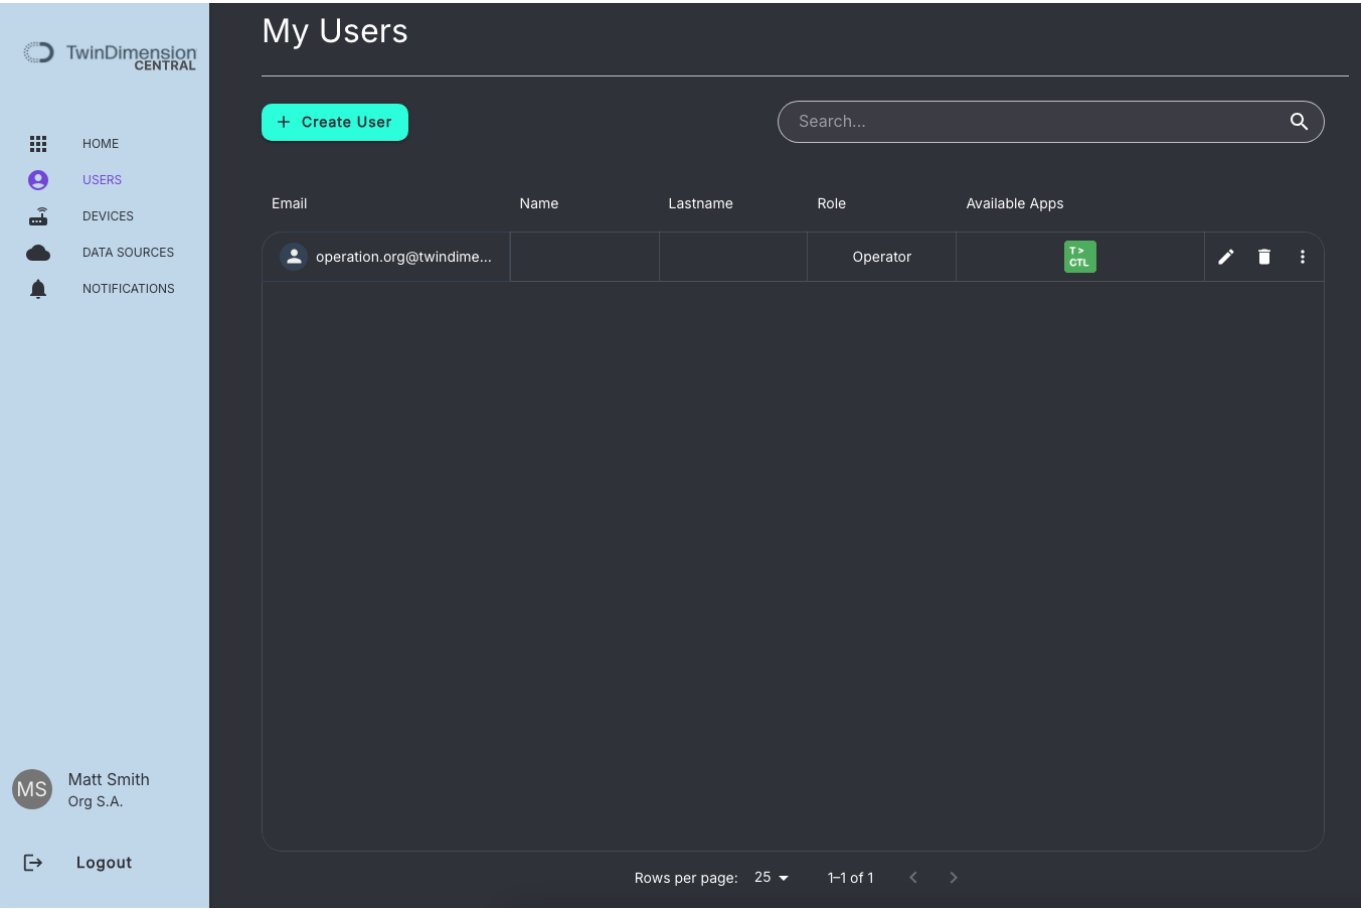 TwinDimension
CENTRAL
HOME
USERS
DEVICES
DATA SOURCES
NOTIFICATIONS
MS
Matt Smith
Org S.A.
Logout
My Users
+ Create User
Search...
Email Name Lastname Role Available Apps
operation.org@twindime... Operator
T>
CTL
Rows per page: 25 1–1 of 1